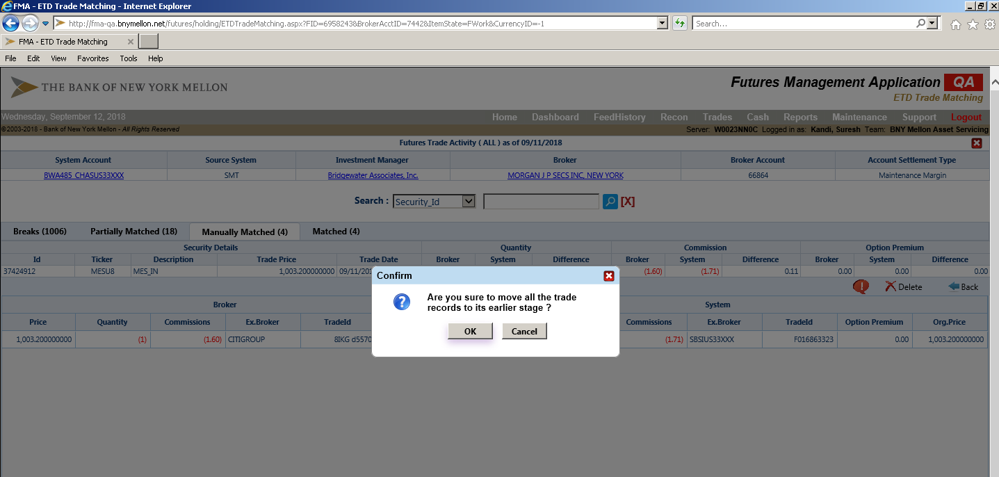 FMA - ETD Trade Matching - Internet Explorer
http://fma-qa.bnymellon.net/futures/holding/ETDTradeMatching.aspx?FID=6958243&BrokerAcctID=7442&ItemState=FWork&CurrencyID=-1
Search...
FMA - ETD Trade Matching
File Edit View Favorites Tools Help
THE BANK OF NEW YORK MELLON
Futures Management Application QA
ETD Trade Matching
Wednesday, September 12, 2018
Home Dashboard FeedHistory Recon Trades Cash Reports Maintenance Support Logout
©2003-2018 - Bank of New York Mellon - All Rights Reserved
Server: W0023NN0C Logged in as: Kandi, Suresh Team: BNY Mellon Asset Servicing
Futures Trade Activity ( ALL ) as of 09/11/2018
System Account Source System Investment Manager Broker Broker Account Account Settlement Type
BWA485 CHASUS33XXX SMT Bridgewater Associates, Inc. MORGAN J P SECS INC, NEW YORK 66864 Maintenance Margin
Search : Security_Id [X]
Breaks (1006) Partially Matched (18) Manually Matched (4) Matched (4)
Security Details Quantity Commission Option Premium
Id Ticker Description Trade Price Trade Date Broker System Difference Broker System Difference Broker System Difference
37424912 MESU8 MES_IN 1,003.200000000 09/11/201 (1.60) (1.71) 0.11 0.00 0.00 0.00
Delete Back
Broker System
Price Quantity Commissions Ex.Broker TradeId Commissions Ex.Broker TradeId Option Premium Org.Price
1,003.200000000 (1) (1.60) CITIGROUP 8IKG d5570 (1.71) SBSIUS33XXX F016863323 0.00 1,003.200000000
Confirm
Are you sure to move all the trade
records to its earlier stage ?
OK Cancel